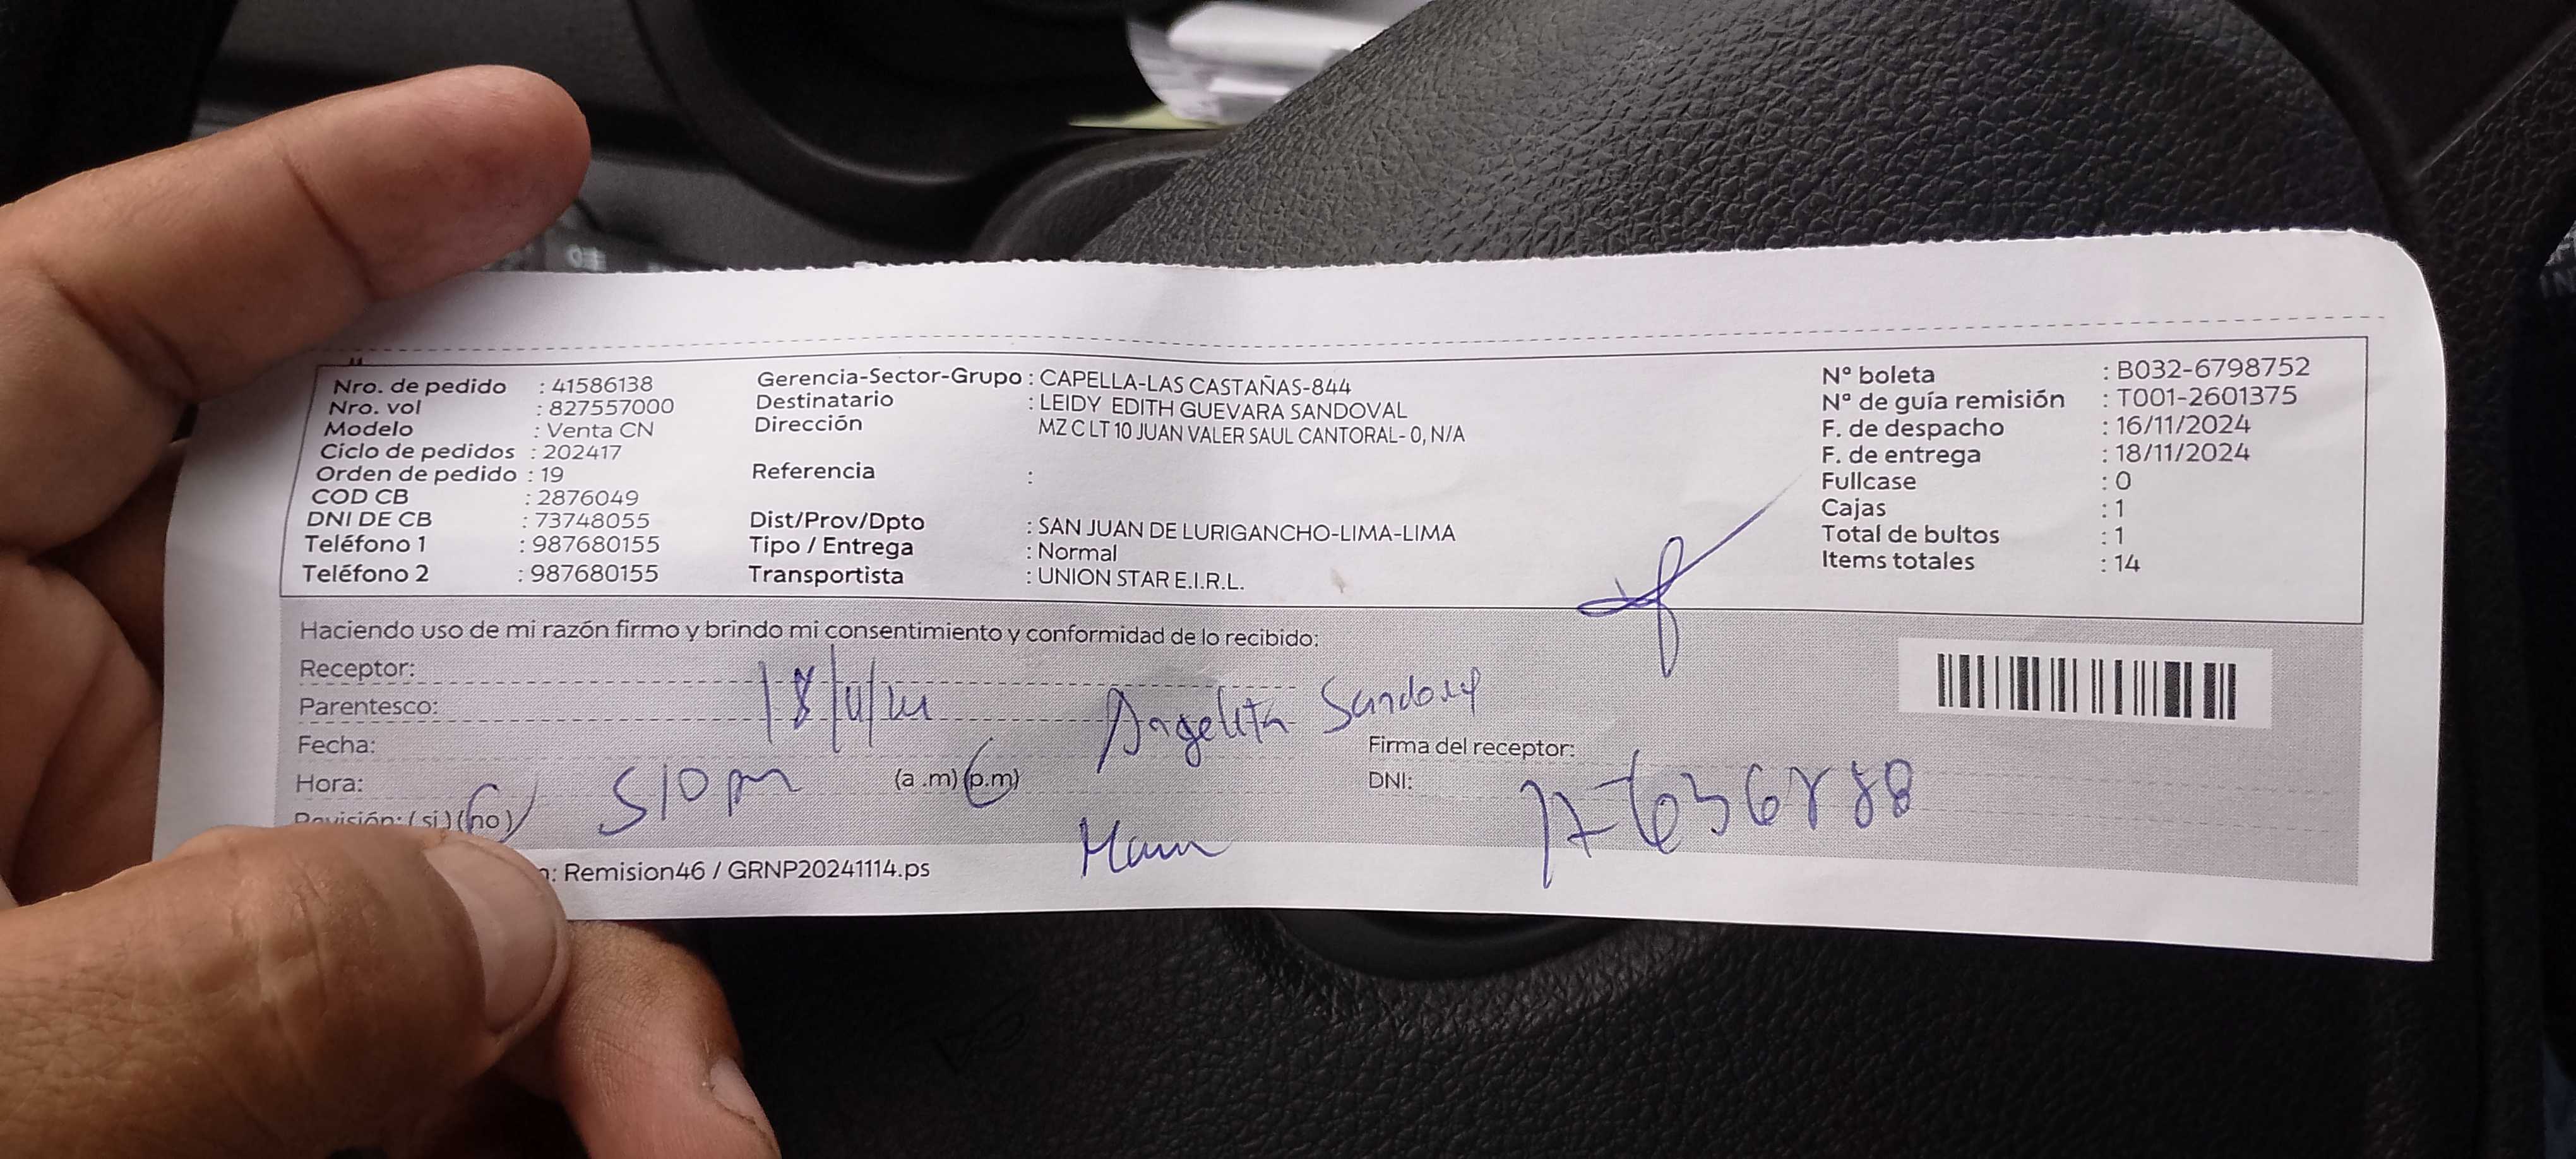 Nro. de pedido : 41586138
Nro. vol : 827557000
Modelo : Venta CN
Ciclo de pedidos : 202417
Orden de pedido : 19
COD CB : 2876049
DNI DE CB : 73748055
Teléfono 1 : 987680155
Teléfono 2 : 987680155
Gerencia-Sector-Grupo : CAPELLA-LAS CASTAÑAS-844
Destinatario : LEIDY EDITH GUEVARA SANDOVAL
Dirección MZ C LT 10 JUAN VALER SAUL CANTORAL- 0, N/A
Referencia :
Dist/Prov/Dpto : SAN JUAN DE LURIGANCHO-LIMA-LIMA
Tipo / Entrega : Normal
Transportista : UNION STAR E.I.R.L.
N° boleta : B032-6798752
N° de guía remisión : T001-2601375
F. de despacho : 16/11/2024
F. de entrega : 18/11/2024
Fullcase : 0
Cajas : 1
Total de bultos : 1
Items totales : 14
Haciendo uso de mi razón firmo y brindo mi consentimiento y conformidad de lo recibido:
Receptor:
Parentesco:
Angelita Sandoval
Fecha:
Firma del receptor:
Hora: 510 pm (a .m) (p.m)
DNI:
Revisión: ( si ) (no)
: Remision46 / GRNP20241114.ps